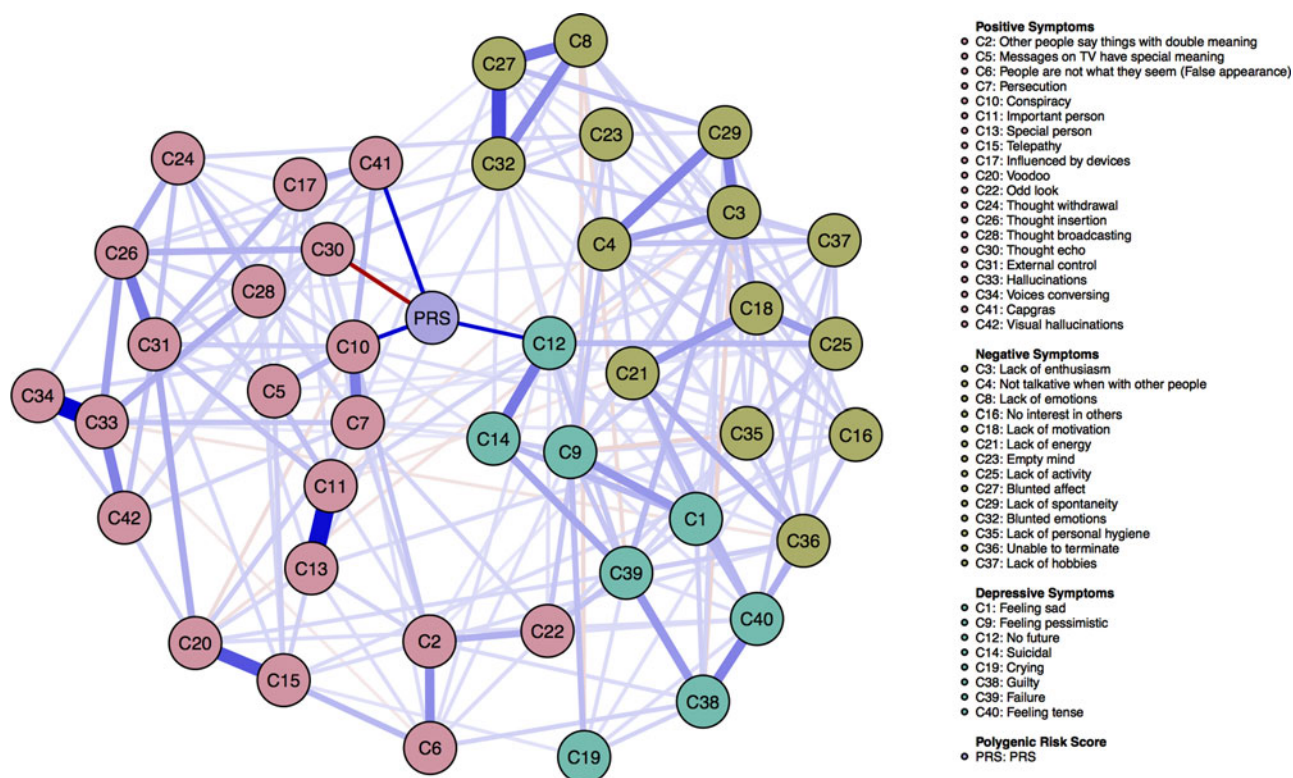 C8
C27
C23
C29
C24
C41
C32
C17
C3
C30
C4
C37
C26
C28
C18
PRS
C10
C12
C31
C25
C21
C5
C34
C33
C7
C35
C16
C14
C9
C11
C42
C1
C36
C13
C39
C40
C20
C2
C22
C15
C38
C6
C19
Positive Symptoms
C2: Other people say things with double meaning
C5: Messages on TV have special meaning
C6: People are not what they seem (False appearance)
C7: Persecution
C10: Conspiracy
C11: Important person
C13: Special person
C15: Telepathy
C17: Influenced by devices
C20: Voodoo
C22: Odd look
C24: Thought withdrawal
C26: Thought insertion
C28: Thought broadcasting
C30: Thought echo
C31: External control
C33: Hallucinations
C34: Voices conversing
C41: Capgras
C42: Visual hallucinations
Negative Symptoms
C3: Lack of enthusiasm
C4: Not talkative when with other people
C8: Lack of emotions
C16: No interest in others
C18: Lack of motivation
C21: Lack of energy
C23: Empty mind
C25: Lack of activity
C27: Blunted affect
C29: Lack of spontaneity
C32: Blunted emotions
C35: Lack of personal hygiene
C36: Unable to terminate
C37: Lack of hobbies
Depressive Symptoms
C1: Feeling sad
C9: Feeling pessimistic
C12: No future
C14: Suicidal
C19: Crying
C38: Guilty
C39: Failure
C40: Feeling tense
Polygenic Risk Score
PRS: PRS